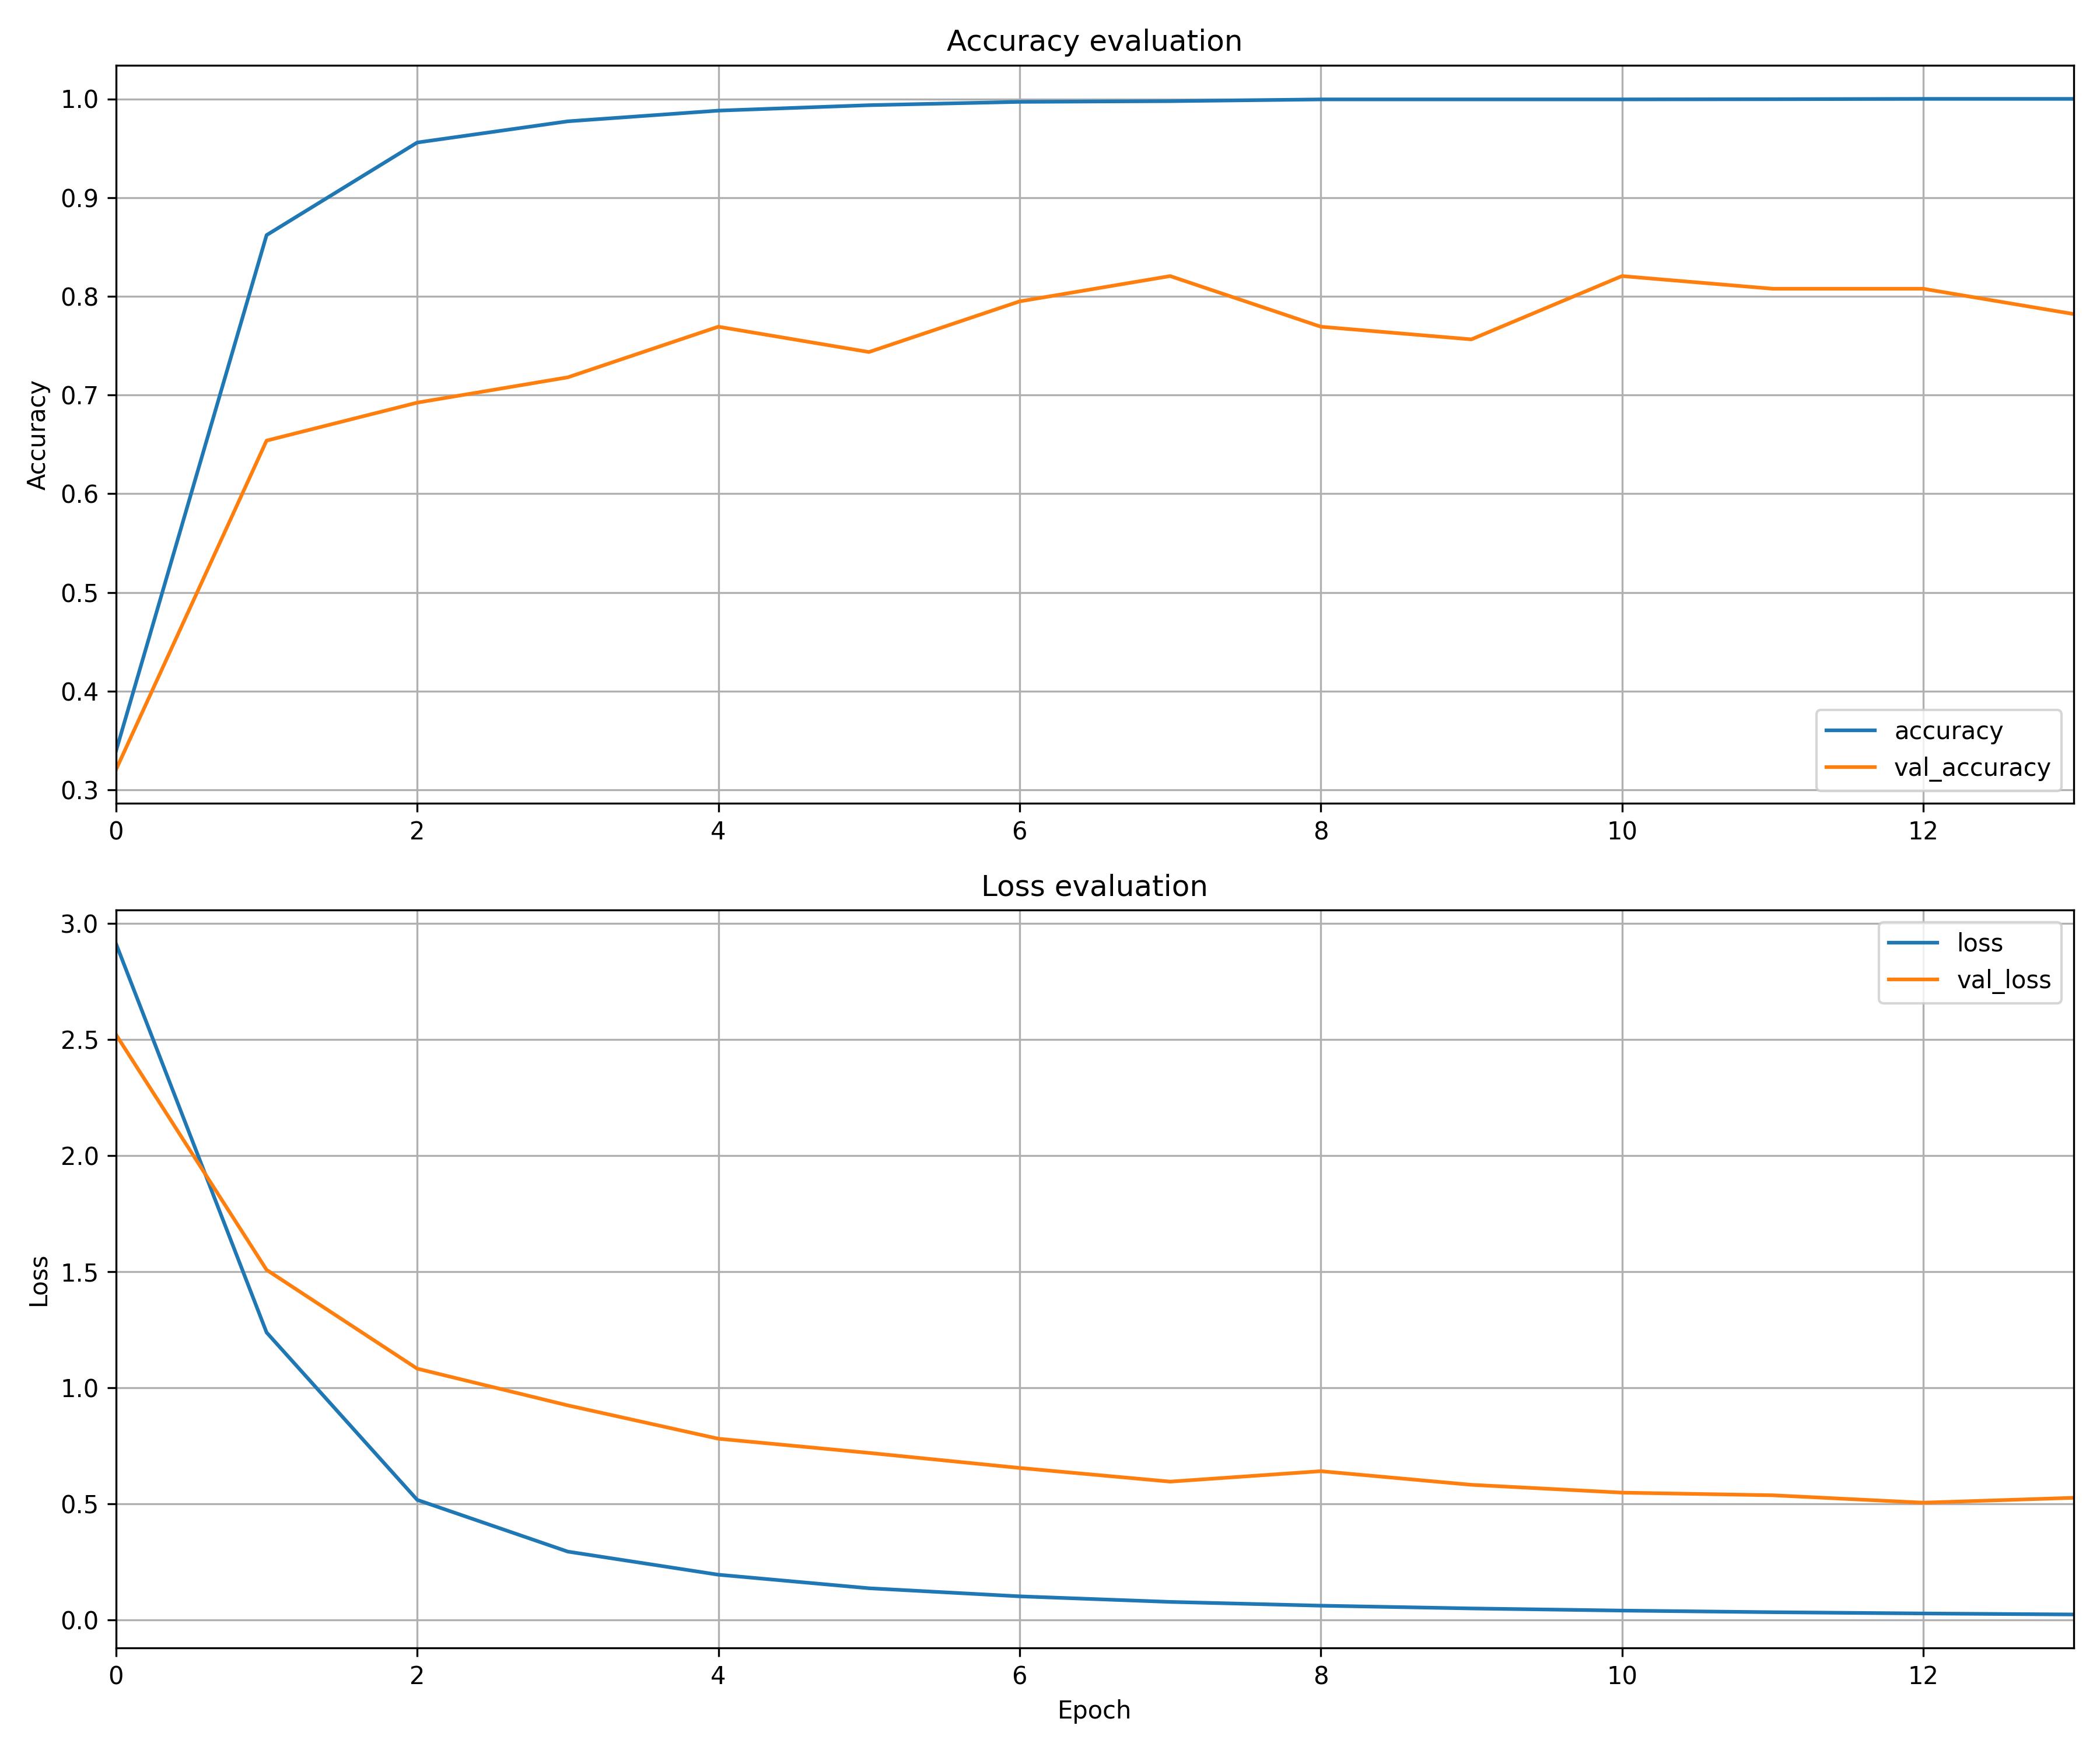 Accuracy evaluation
1.0
0.9
0.8
0.7
0.6
0.5
0.4
0.3
Accuracy
accuracy
val_accuracy
0 2 4 6 8 10 12
Loss evaluation
3.0
2.5
2.0
1.5
1.0
0.5
0.0
Loss
loss
val_loss
0 2 4 6 8 10 12
Epoch